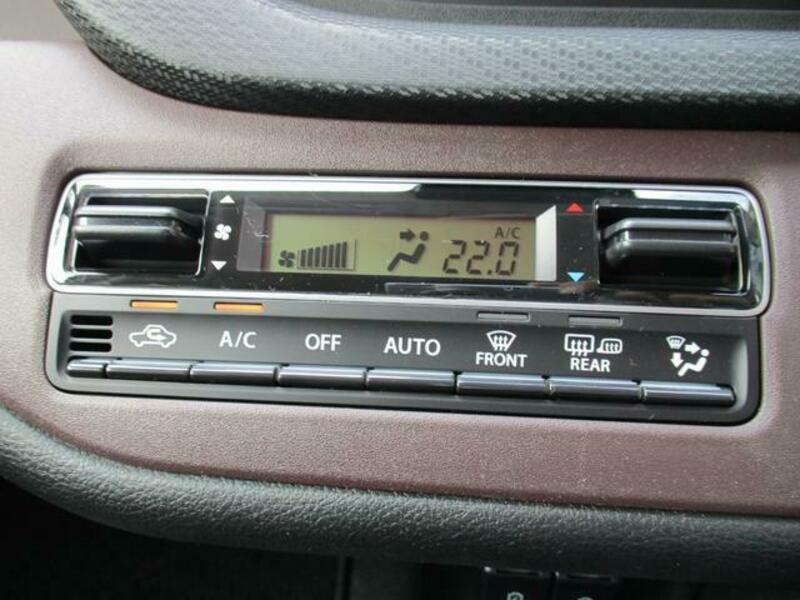 A/C
22.0
A/C
OFF
AUTO
FRONT
REAR